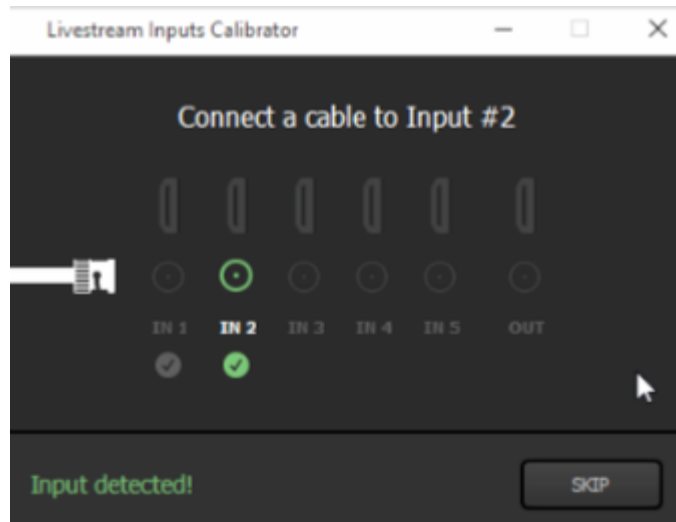 Livestream Inputs Calibrator
Connect a cable to Input #2
IN 1 IN 2 IN 3 IN 4 IN 5 OUT
Input detected!
SKIP